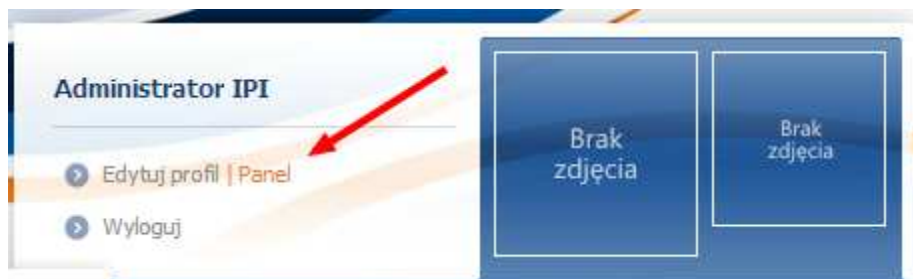 Administrator IPI
Edytuj profil | Panel
Wyloguj
Brak
zdjęcia
Brak
zdjęcia